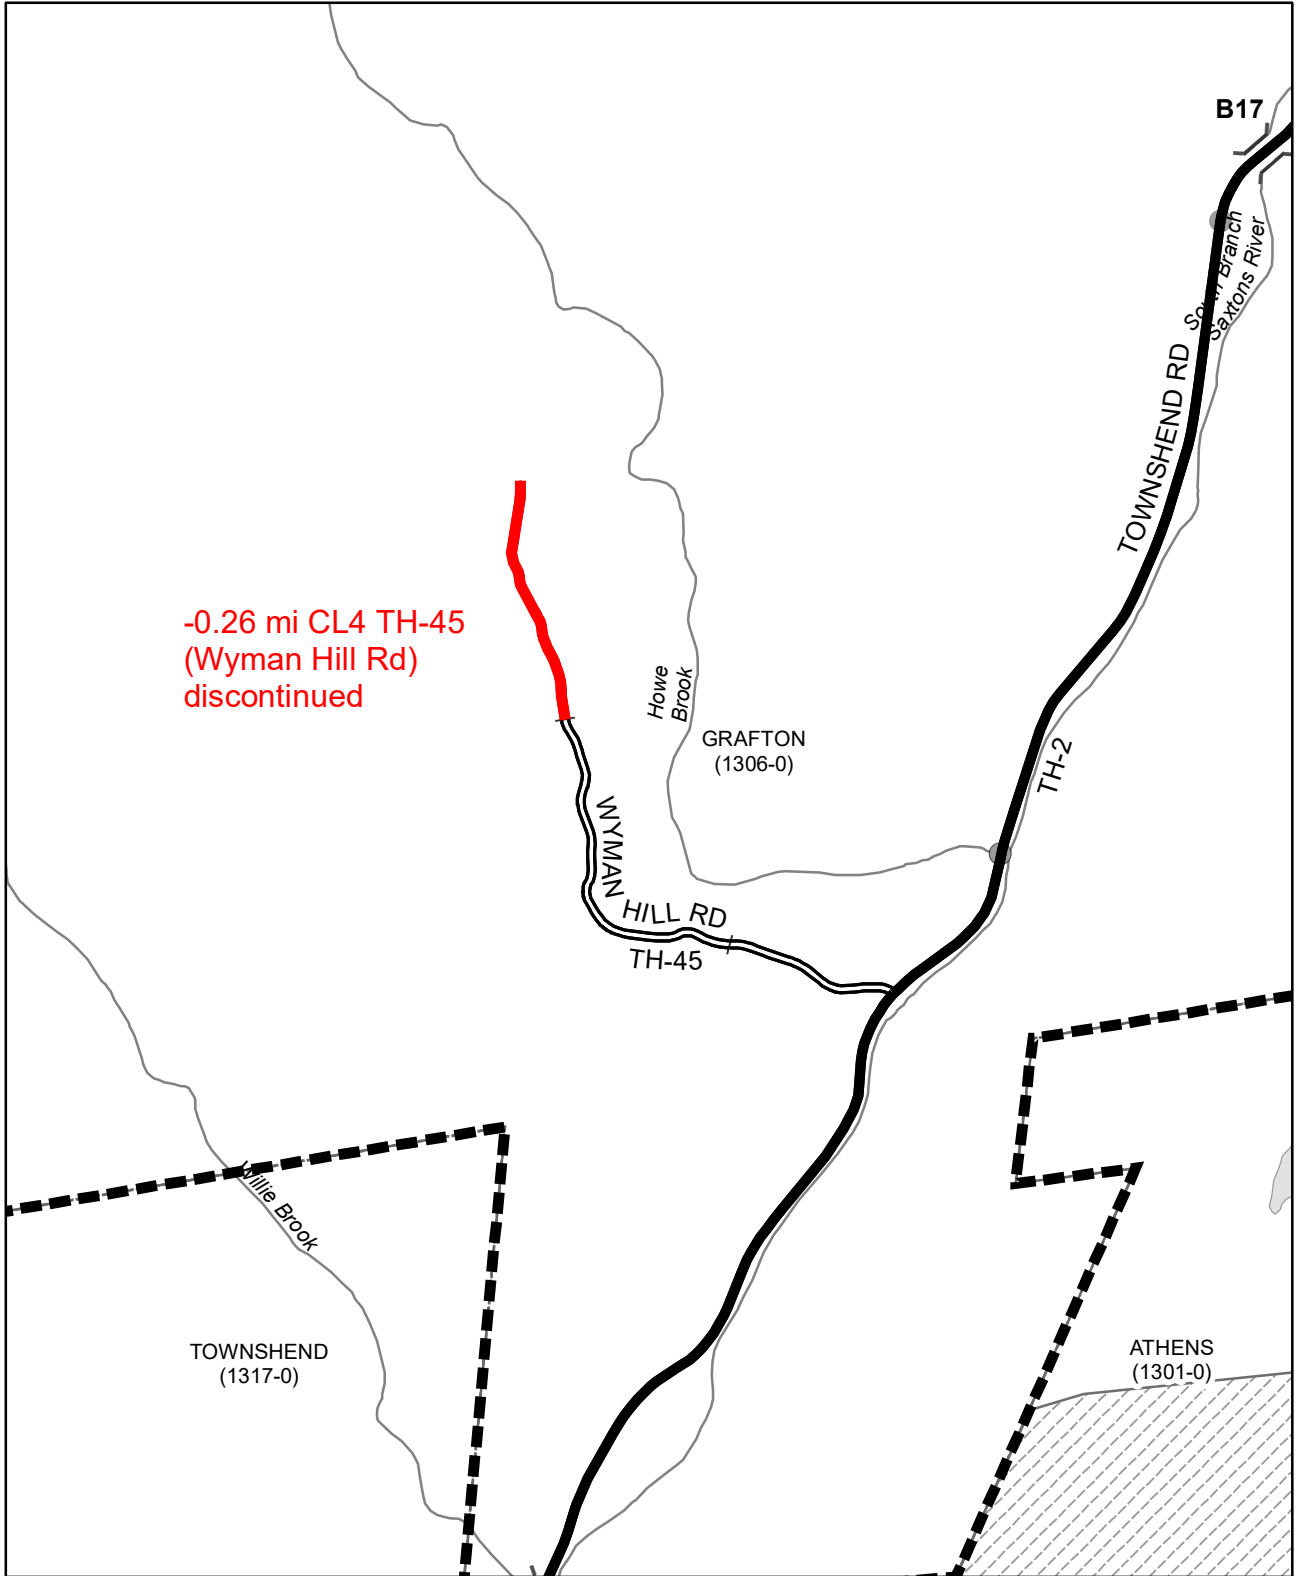 B17
South Branch
Saxtons River
TOWNSHEND RD
-0.26 mi CL4 TH-45
(Wyman Hill Rd)
discontinued
Howe
Brook
GRAFTON
(1306-0)
TH-2
WYMAN HILL RD
TH-45
Willie Brook
TOWNSHEND
(1317-0)
ATHENS
(1301-0)